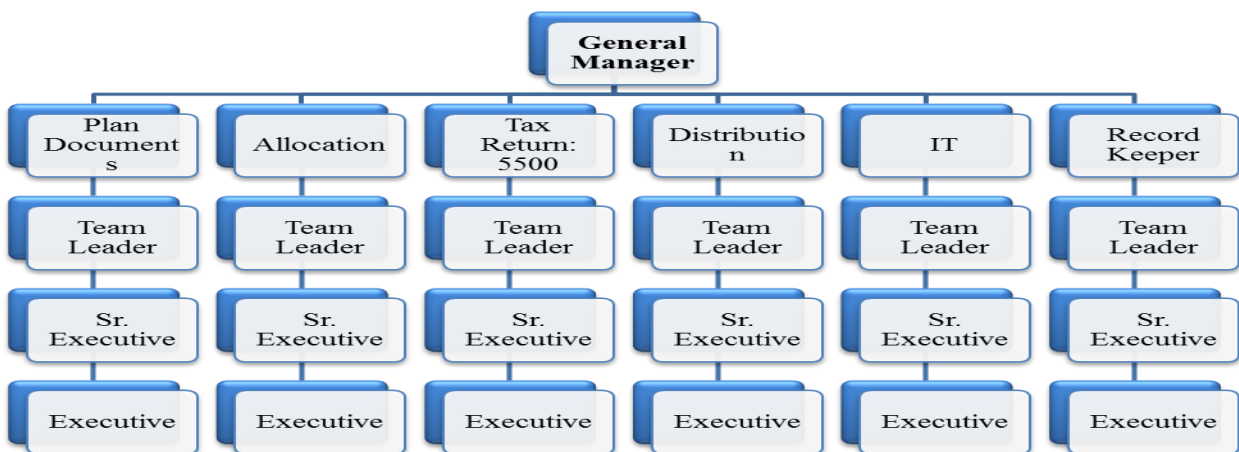 General
Manager
Plan
Document
s
Allocation
Tax
Return:
5500
Distributio
n
IT
Record
Keeper
Team
Leader
Team
Leader
Team
Leader
Team
Leader
Team
Leader
Team
Leader
Sr.
Executive
Sr.
Executive
Sr.
Executive
Sr.
Executive
Sr.
Executive
Sr.
Executive
Executive
Executive
Executive
Executive
Executive
Executive